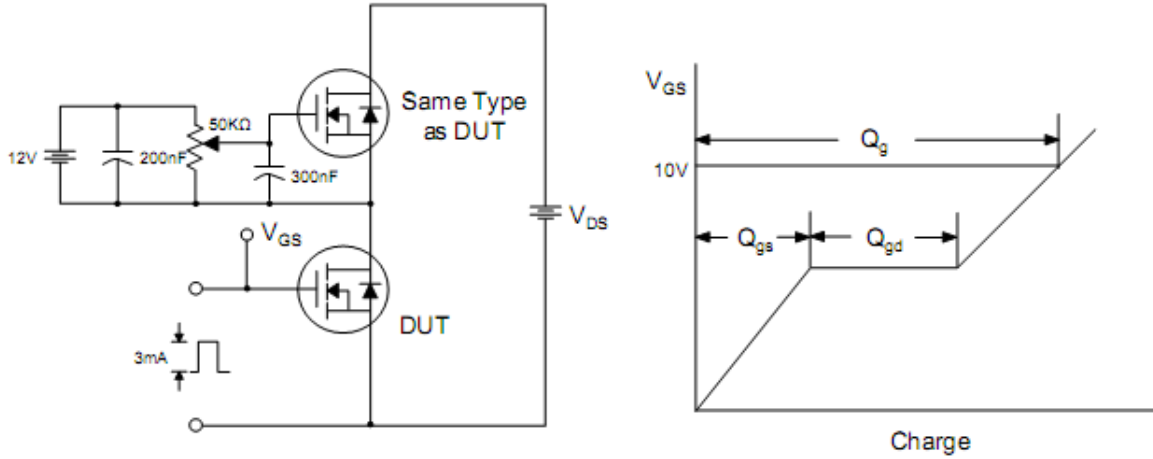 12V
200nF
50KΩ
300nF
Same Type
as DUT
V_GS
V_DS
DUT
3mA
V_GS
10V
Q_g
Q_gs
Q_gd
Charge